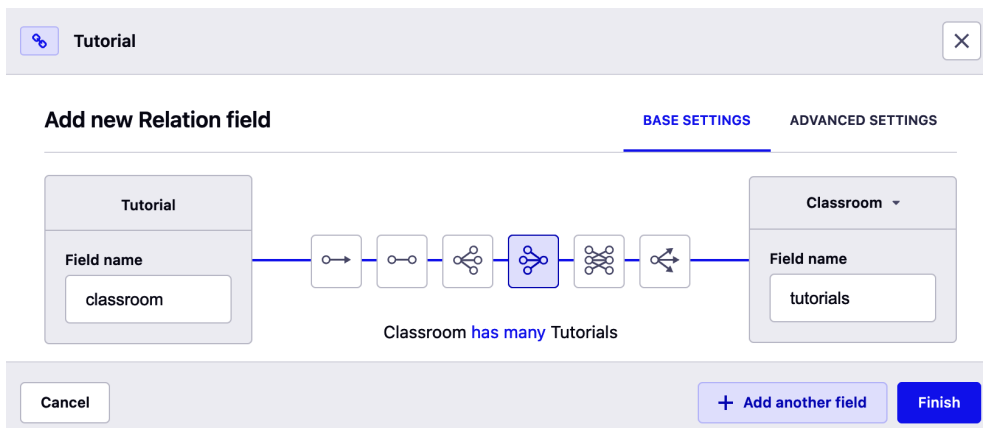 Tutorial
Add new Relation field
BASE SETTINGS
ADVANCED SETTINGS
Tutorial
Field name
classroom
Classroom has many Tutorials
Classroom
Field name
tutorials
Cancel
Add another field
Finish